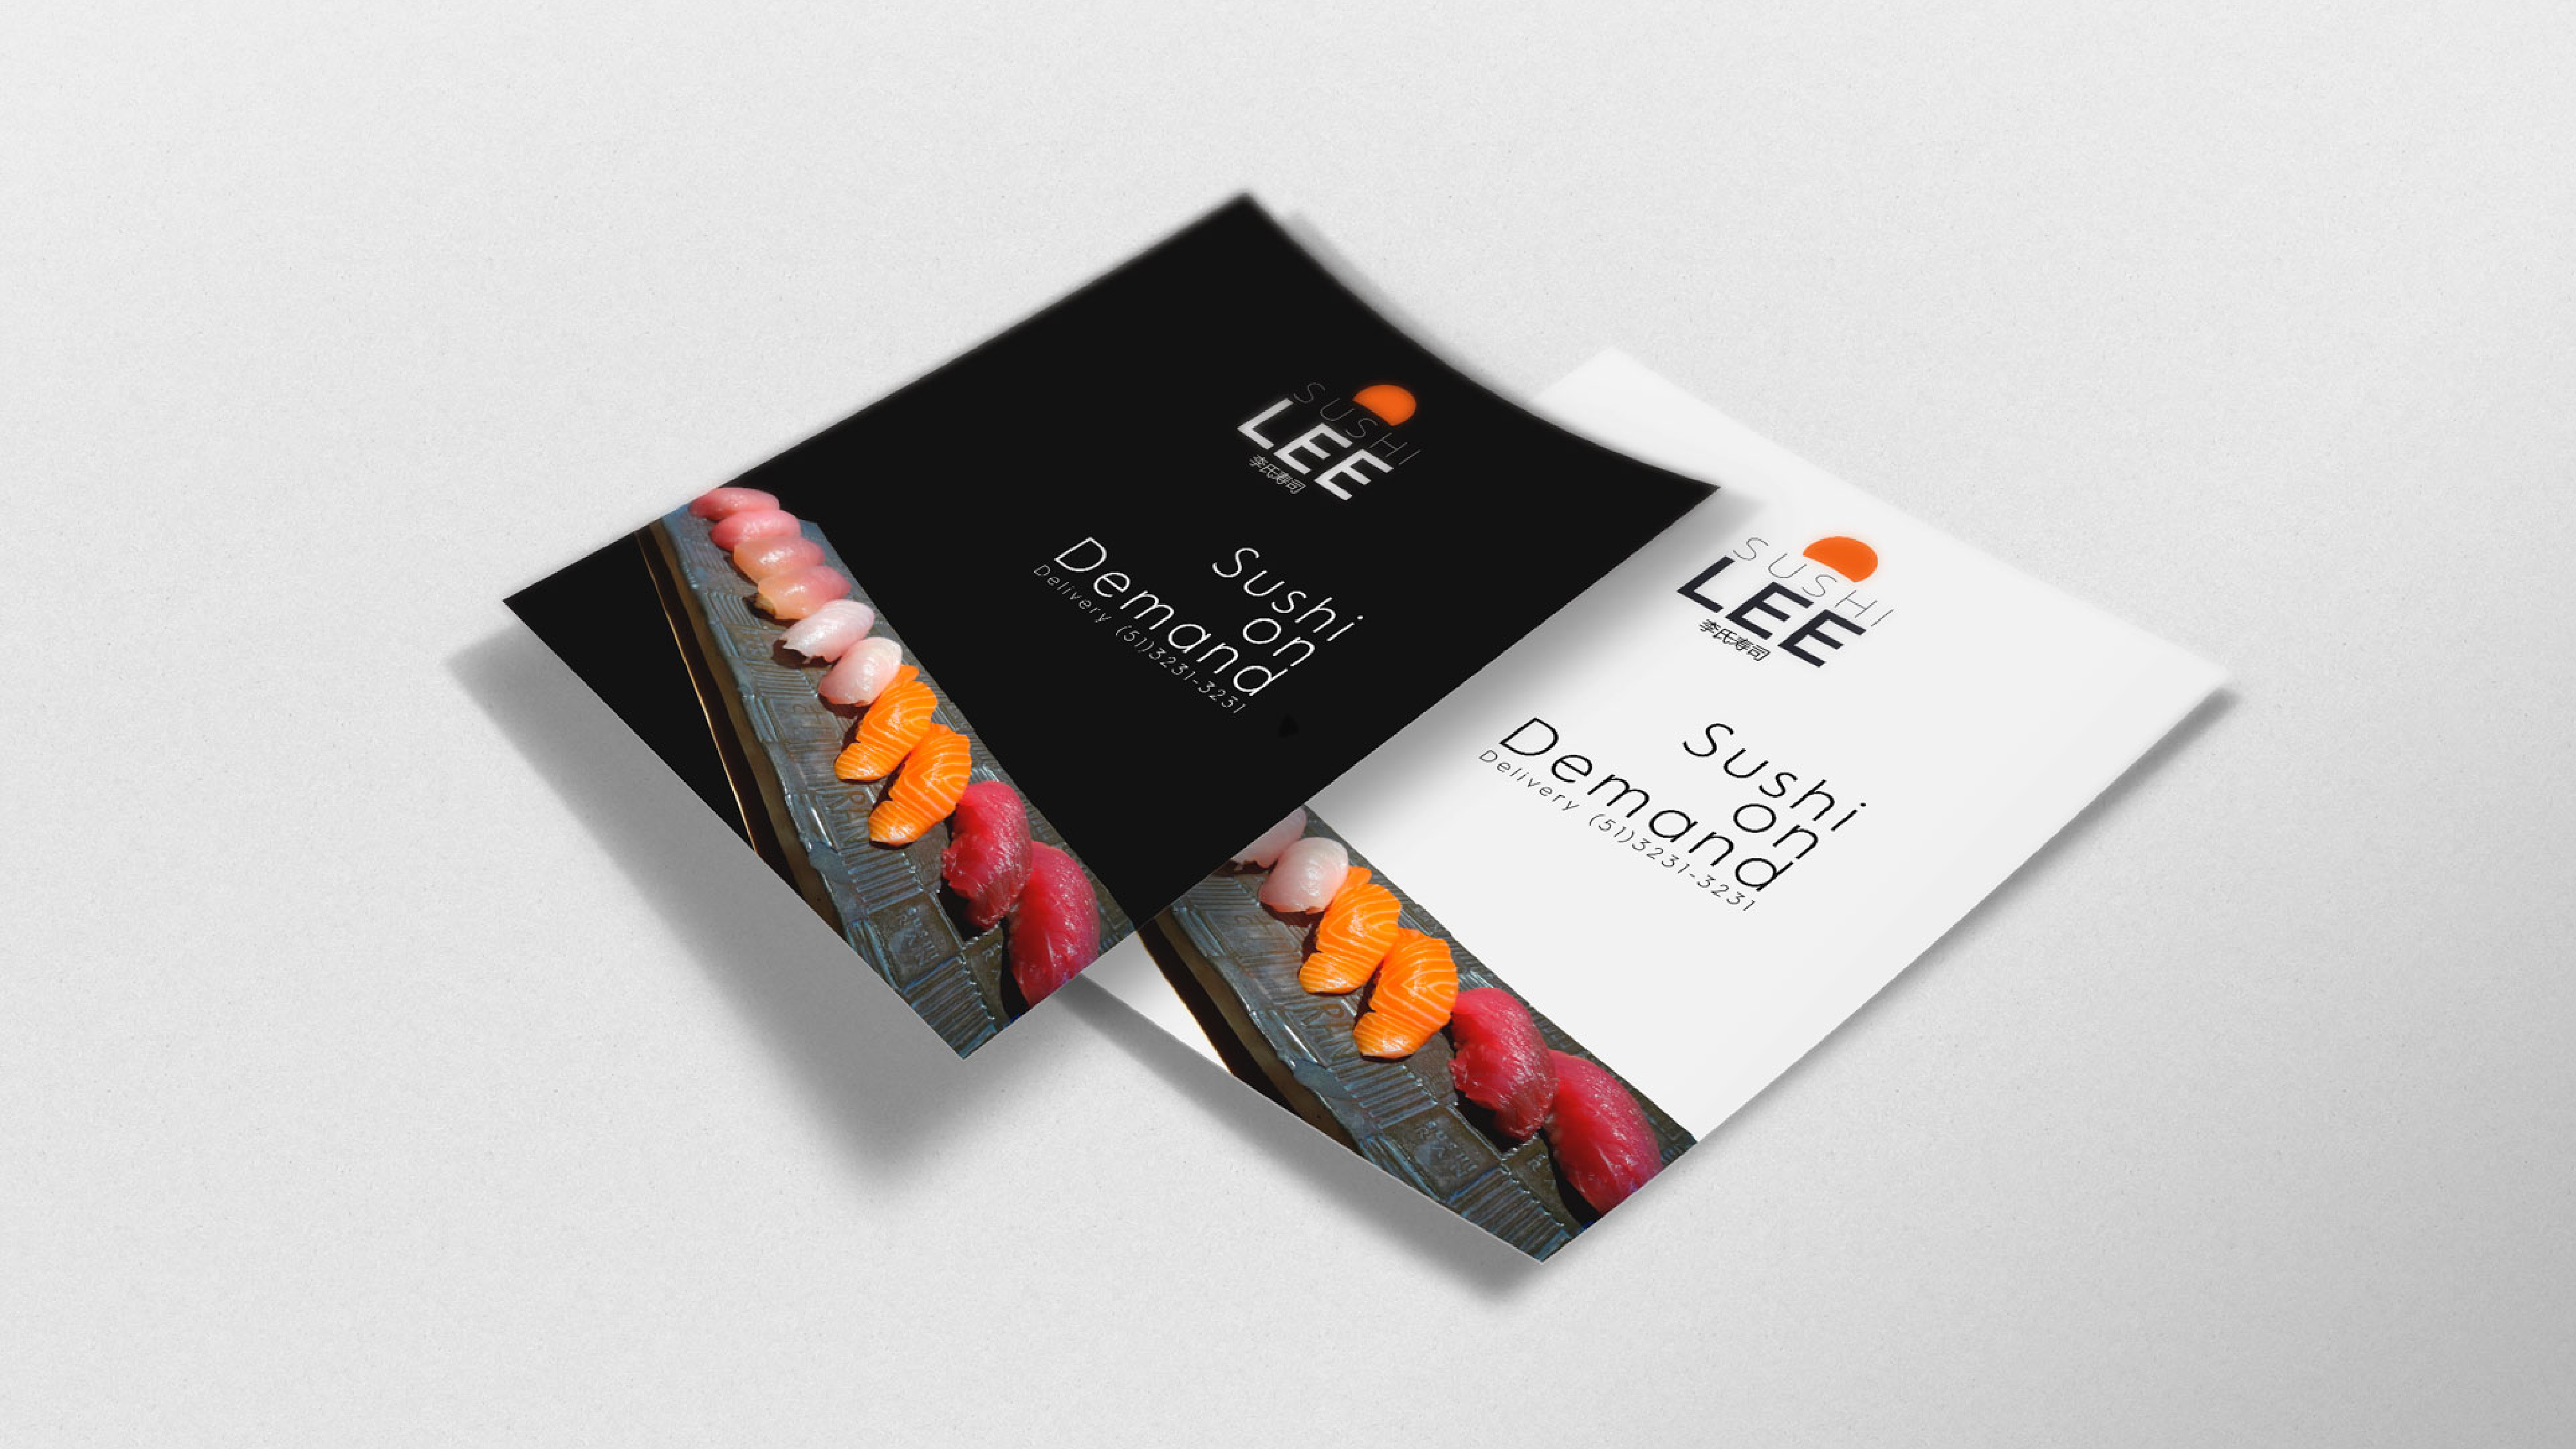 SUSHI
LEE
李氏寿司
Sushi
on
Demand
Delivery (51)3231-3231
SUSHI
LEE
李氏寿司
Sushi
on
Demand
Delivery (51)3231-3231